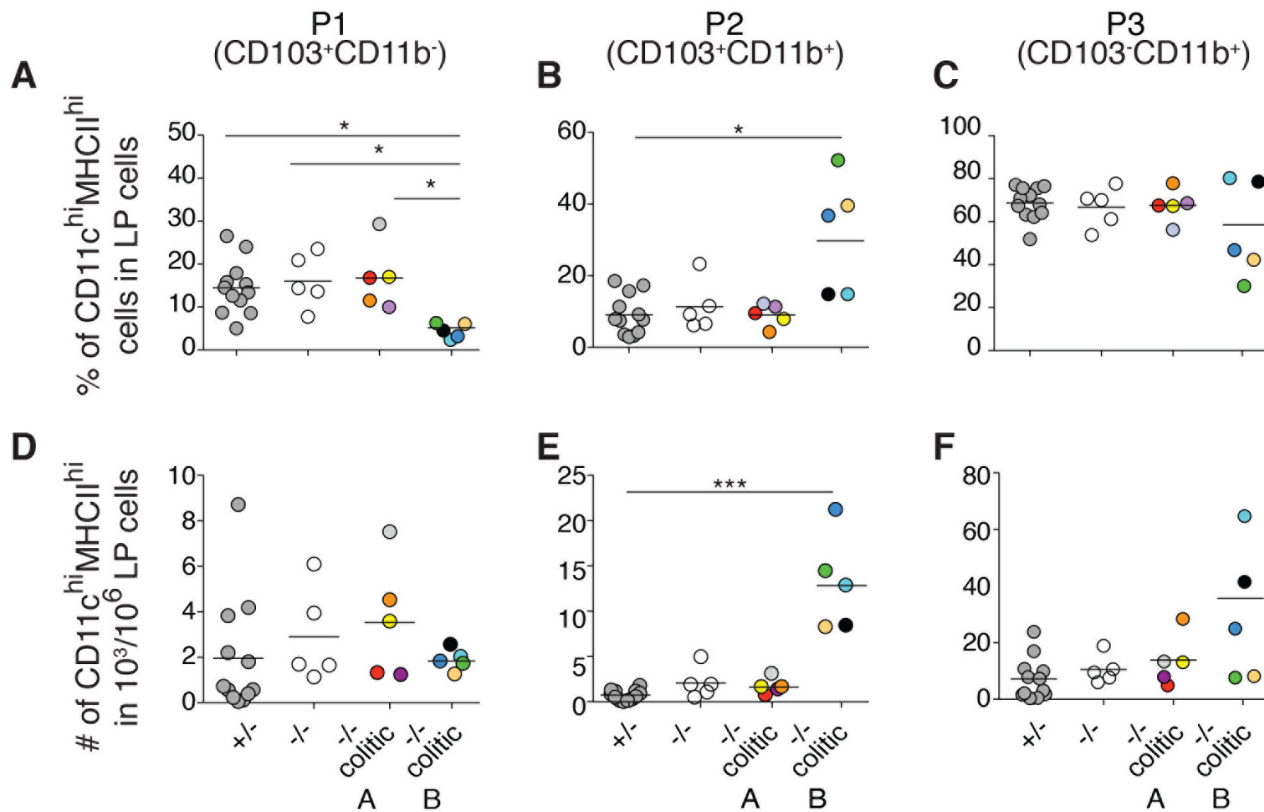 P1
(CD103⁺CD11b⁻)
P2
(CD103⁺CD11b⁺)
P3
(CD103⁻CD11b⁺)
A
% of CD11cʰⁱMHCIIʰⁱ
cells in LP cells
50
40
30
20
10
0
*
*
*
B
60
40
20
0
*
C
100
80
60
40
20
0
D
# of CD11cʰⁱMHCIIʰⁱ
in 10³/10⁶ LP cells
10
8
6
4
2
0
+/-
-/-
-/- colitic
-/- colitic
A
B
E
25
20
15
10
5
0
***
+/-
-/-
-/- colitic
-/- colitic
A
B
F
80
60
40
20
0
+/-
-/-
-/- colitic
-/- colitic
A
B